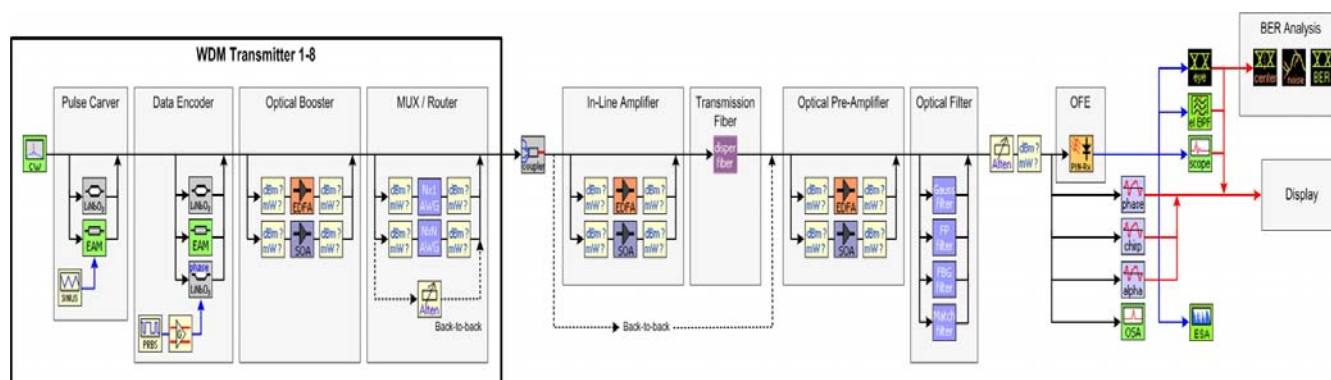 WDM Transmitter 1-8
Pulse Carver
Data Encoder
Optical Booster
MUX / Router
In-Line Amplifier
Transmission
Fiber
Optical Pre-Amplifier
Optical Filter
OFE
BER Analysis
CW
LiNbO3
EAM
SINUS
LiNbO3
EAM
phase
LiNbO3
PRBS
dBm?
mW?
EDFA
dBm?
mW?
dBm?
mW?
SOA
dBm?
mW?
dBm?
mW?
Nx1
AWG
dBm?
mW?
dBm?
mW?
NxN
AWG
dBm?
mW?
Atten
Back-to-back
coupler
dBm?
mW?
EDFA
dBm?
mW?
dBm?
mW?
SOA
dBm?
mW?
disper
fiber
Back-to-back
dBm?
mW?
EDFA
dBm?
mW?
dBm?
mW?
SOA
dBm?
mW?
Gauss
filter
FP
filter
FBG
filter
Match
filter
Atten
dBm?
mW?
PIN-Rx
eye
el BPF
scope
phase
chirp
alpha
OSA
ESA
center
noise
BER
Display